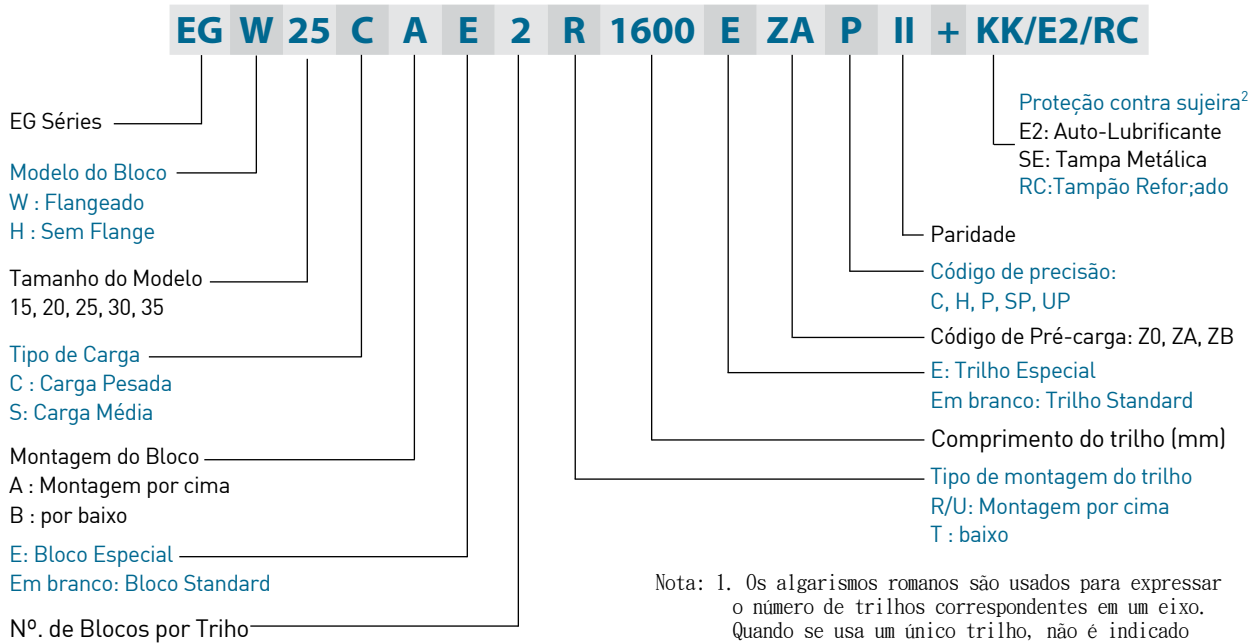 EG W 25 C A E 2 R 1600 E ZA P II + KK/E2/RC
EG Séries
Modelo do Bloco
W : Flangeado
H : Sem Flange
Tamanho do Modelo
15, 20, 25, 30, 35
Tipo de Carga
C : Carga Pesada
S: Carga Média
Montagem do Bloco
A : Montagem por cima
B : por baixo
E: Bloco Especial
Em branco: Bloco Standard
Nº. de Blocos por Triho
Proteção contra sujeira²
E2: Auto-Lubrificante
SE: Tampa Metálica
RC:Tampão Refor;ado
Paridade
Código de precisão:
C, H, P, SP, UP
Código de Pré-carga: Z0, ZA, ZB
E: Trilho Especial
Em branco: Trilho Standard
Comprimento do trilho (mm)
Tipo de montagem do trilho
R/U: Montagem por cima
T : baixo
Nota: 1. Os algarismos romanos são usados para expressar
o número de trilhos correspondentes em um eixo.
Quando se usa um único trilho, não é indicado